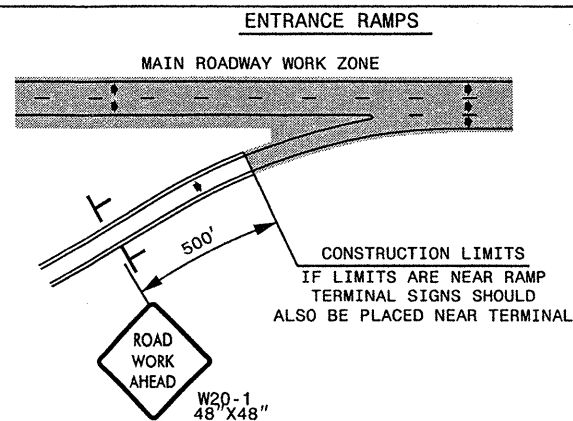 ENTRANCE RAMPS
MAIN ROADWAY WORK ZONE
500'
CONSTRUCTION LIMITS
IF LIMITS ARE NEAR RAMP
TERMINAL SIGNS SHOULD
ALSO BE PLACED NEAR TERMINAL
ROAD
WORK
AHEAD
W20-1
48"X48"